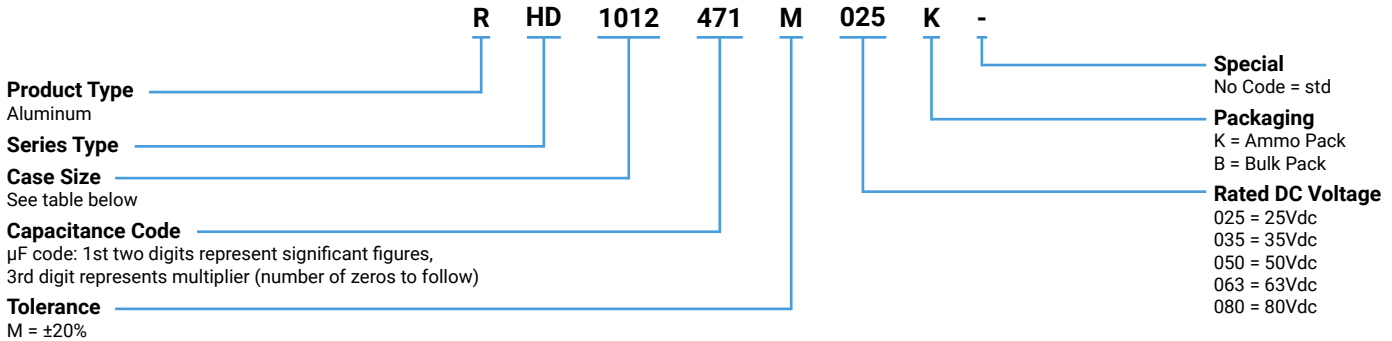 R HD 1012 471 M 025 K -
Product Type
Aluminum
Series Type
Case Size
See table below
Capacitance Code
µF code: 1st two digits represent significant figures,
3rd digit represents multiplier (number of zeros to follow)
Tolerance
M = ±20%
Special
No Code = std
Packaging
K = Ammo Pack
B = Bulk Pack
Rated DC Voltage
025 = 25Vdc
035 = 35Vdc
050 = 50Vdc
063 = 63Vdc
080 = 80Vdc